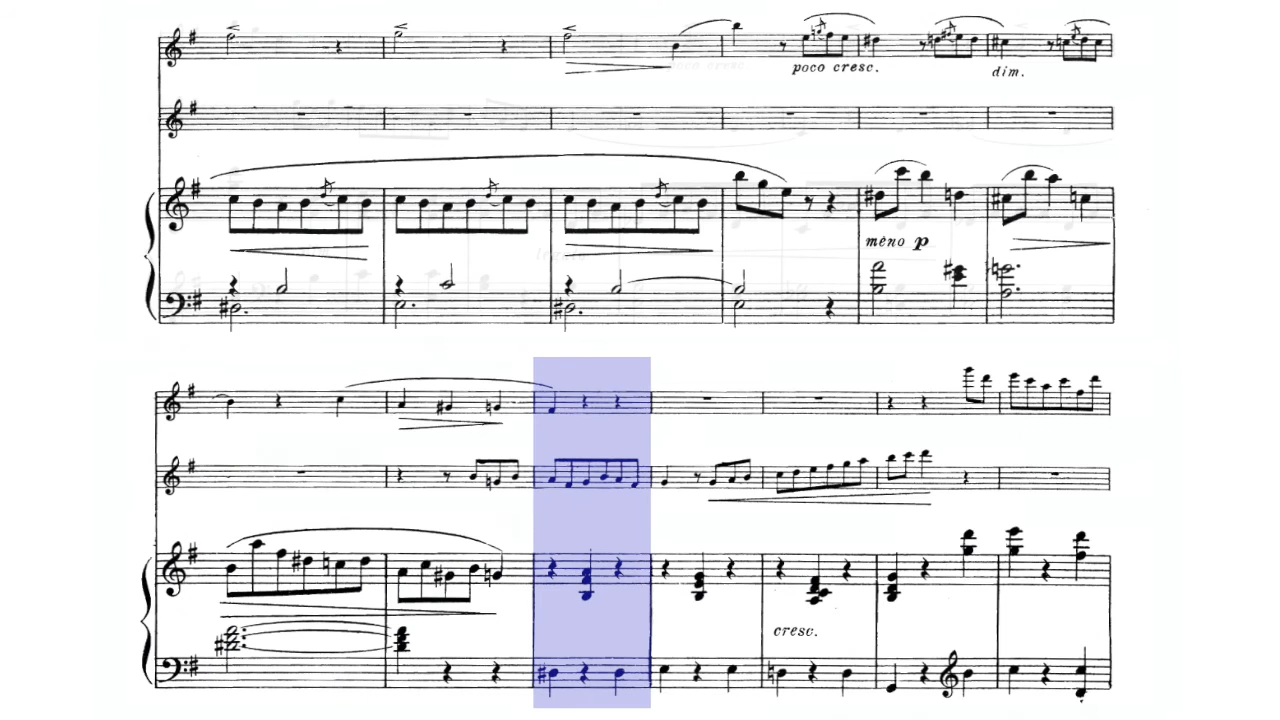 poco cresc.
dim.
meno p
cresc.